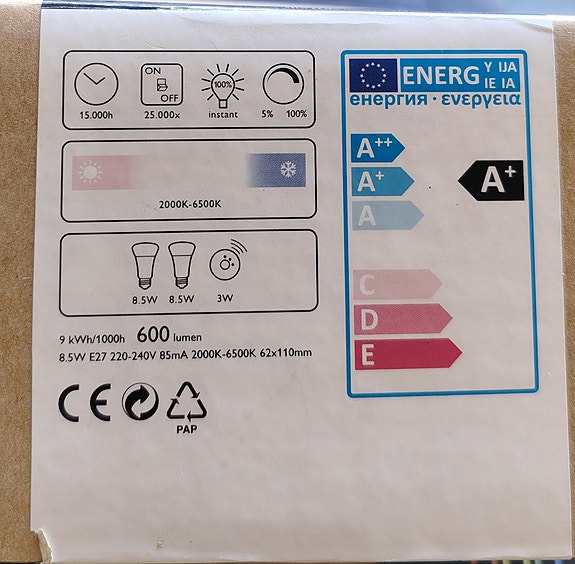 ON
OFF
100%
15.000h
25.000x
instant
5% 100%
2000K-6500K
8.5W 8.5W 3W
9 kWh/1000h 600 lumen
8.5W E27 220-240V 85mA 2000K-6500K 62x110mm
CE
PAP
ENERG Y IJA
IE IA
енергия · ενεργεια
A++
A+
A+
A
C
D
E